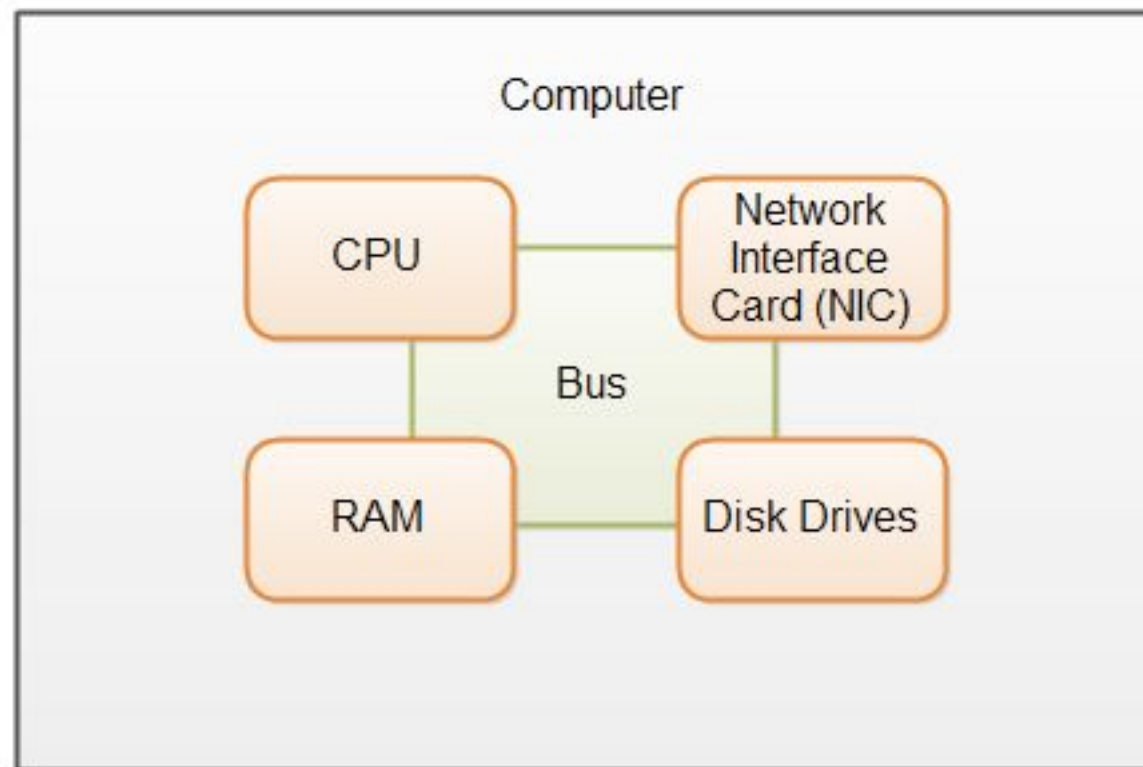 Computer
CPU
Network
Interface
Card (NIC)
Bus
RAM
Disk Drives